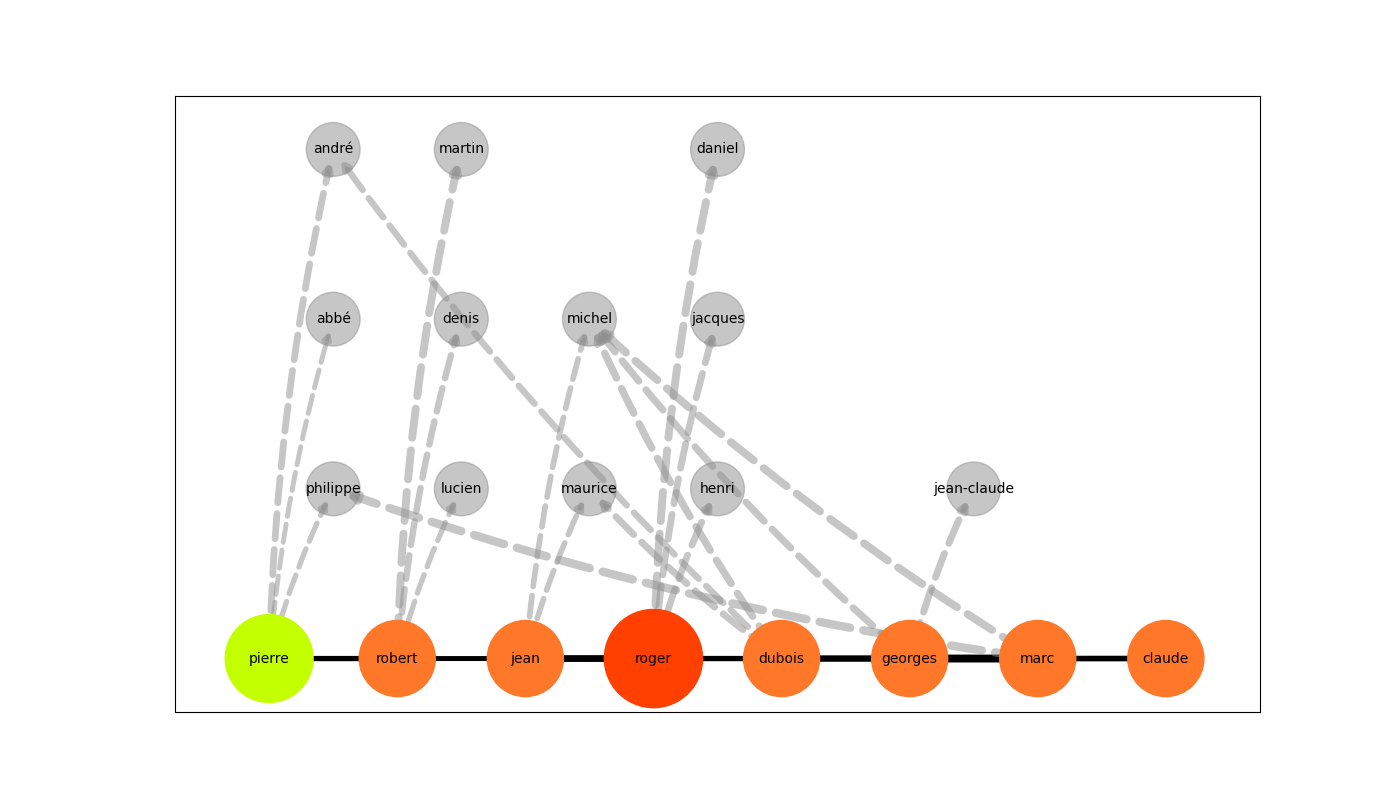 andré martin daniel
abbé denis michel jacques
philippe lucien maurice henri jean-claude
pierre robert jean roger dubois georges marc claude